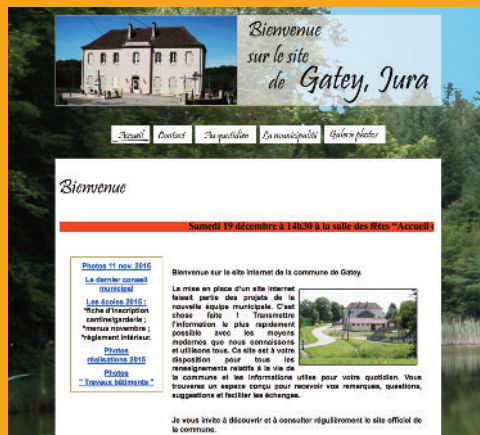 Bienvenue
sur le site
de Gatey, Jura
Accueil Contact Au quotidien La municipalité Galerie photos
Bienvenue
Samedi 19 décembre à 14h30 à la salle des fêtes "Accueil
Photos 11 nov. 2015
Le dernier conseil
municipal
Les écoles 2015 :
*fiche d'inscription
cantine/garderie ;
*menus novembre ;
*règlement intérieur.
Photos
réalisations 2015
Photos
" Travaux bâtiments "
Bienvenue sur le site internet de la commune de Gatey.
La mise en place d'un site internet
faisait partie des projets de la
nouvelle équipe municipale. C'est
chose faite ! Transmettre
l'information le plus rapidement
possible avec les moyens
modernes que nous connaissons
et utilisons tous. Ce site est à votre
disposition pour tous les
renseignements relatifs à la vie de
la commune et les informations utiles pour votre quotidien. Vous
trouverez un espace conçu pour recevoir vos remarques, questions,
suggestions et faciliter les échanges.
Je vous invite à découvrir et à consulter régulièrement le site officiel de
la commune.